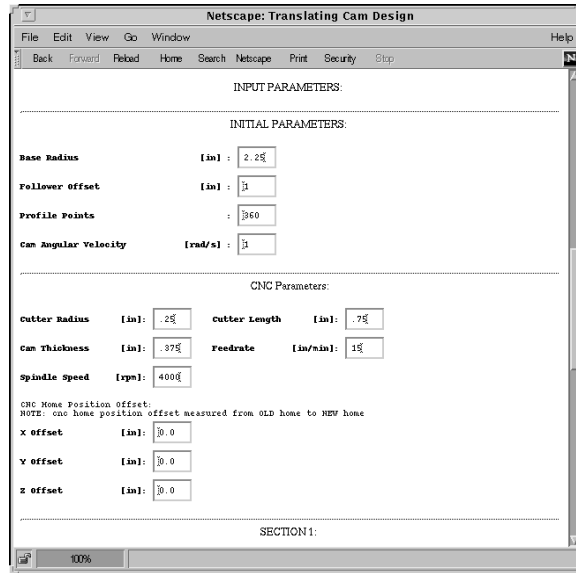 Netscape: Translating Cam Design
File Edit View Go Window Help
Back Forward Reload Home Search Netscape Print Security Stop
N
INPUT PARAMETERS:
INITIAL PARAMETERS:
Base Radius [in] : 2.25
Follower Offset [in] : 1
Profile Points : 360
Cam Angular Velocity [rad/s] : 1
CNC Parameters:
Cutter Radius [in]: .25 Cutter Length [in]: .75
Cam Thickness [in]: .375 Feedrate [in/min]: 15
Spindle Speed [rpm]: 4000
CNC Home Position Offset:
NOTE: cnc home position offset measured from OLD home to NEW home
X Offset [in]: 0.0
Y Offset [in]: 0.0
Z Offset [in]: 0.0
SECTION 1:
100%